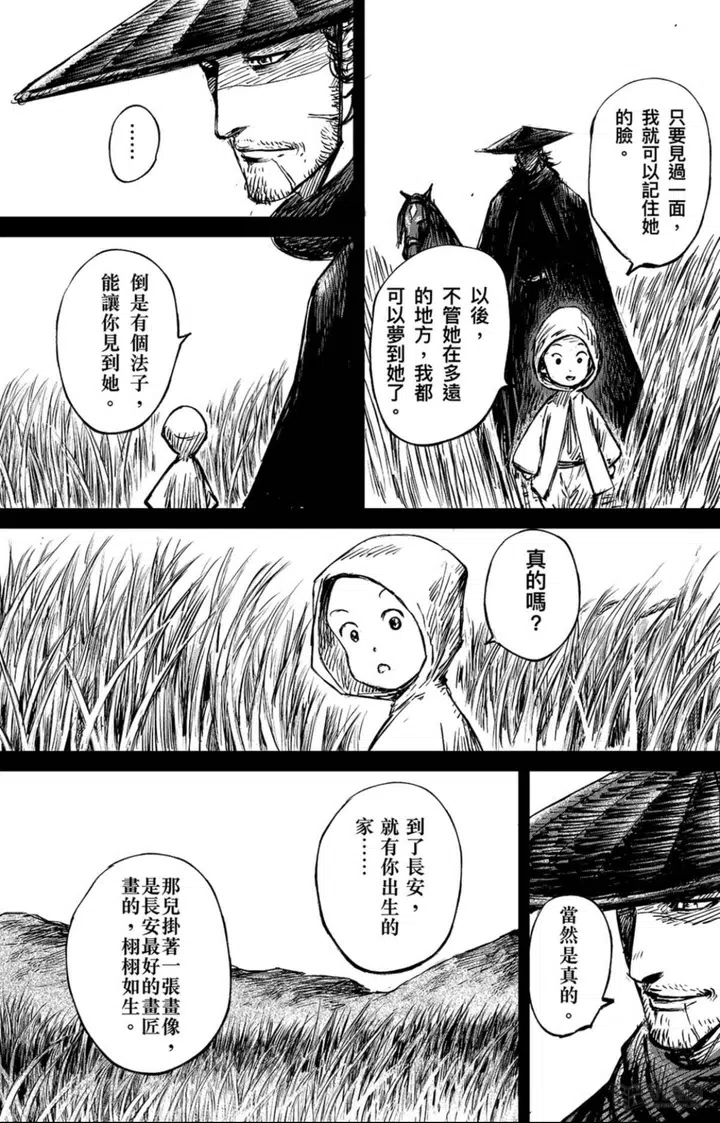 只要見過一面，
我就可以記住她
的臉。
以後，
不管她在多遠
的地方，我都
可以夢到她了。
……
倒是有個法子，
能讓你見到她。
真的嗎？
當然是真的。
到了長安，
就有你出生的
家……
那兒掛著一張畫像，
是長安最好的畫匠
畫的，栩栩如生。